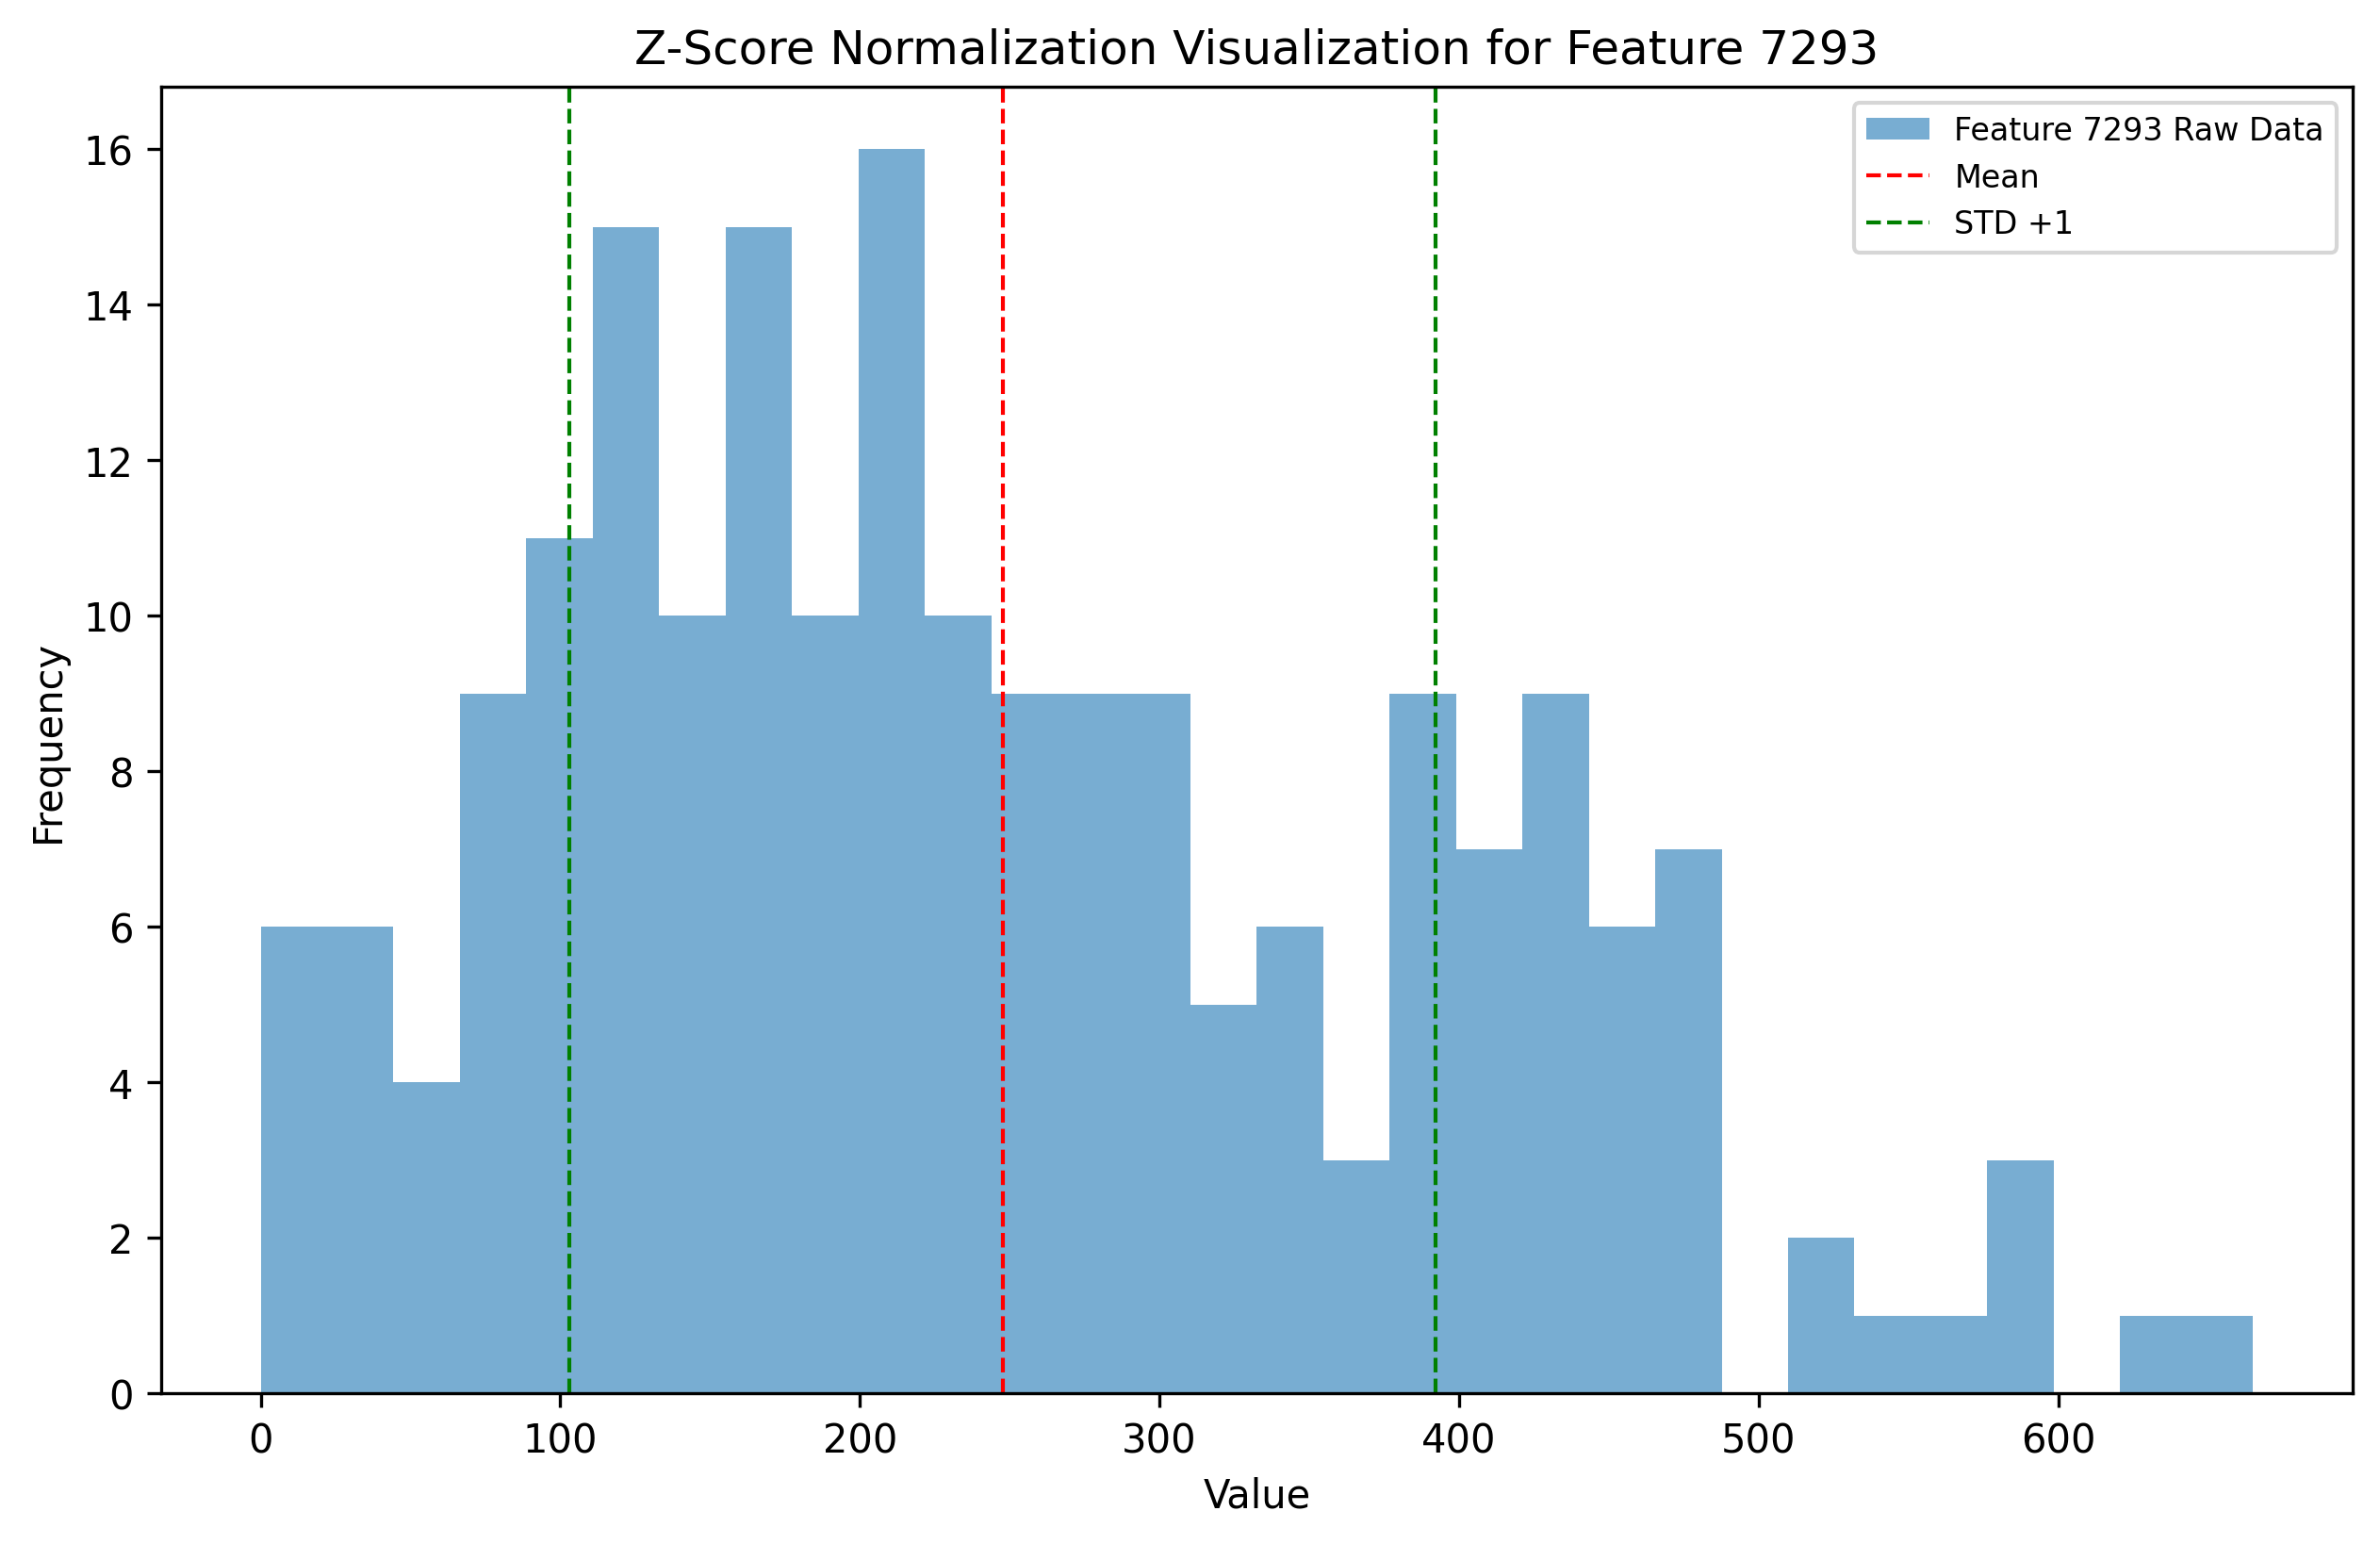 Z-Score Normalization Visualization for Feature 7293
Feature 7293 Raw Data
Mean
STD +1
16
14
12
10
8
6
4
2
0
Frequency
0 100 200 300 400 500 600
Value